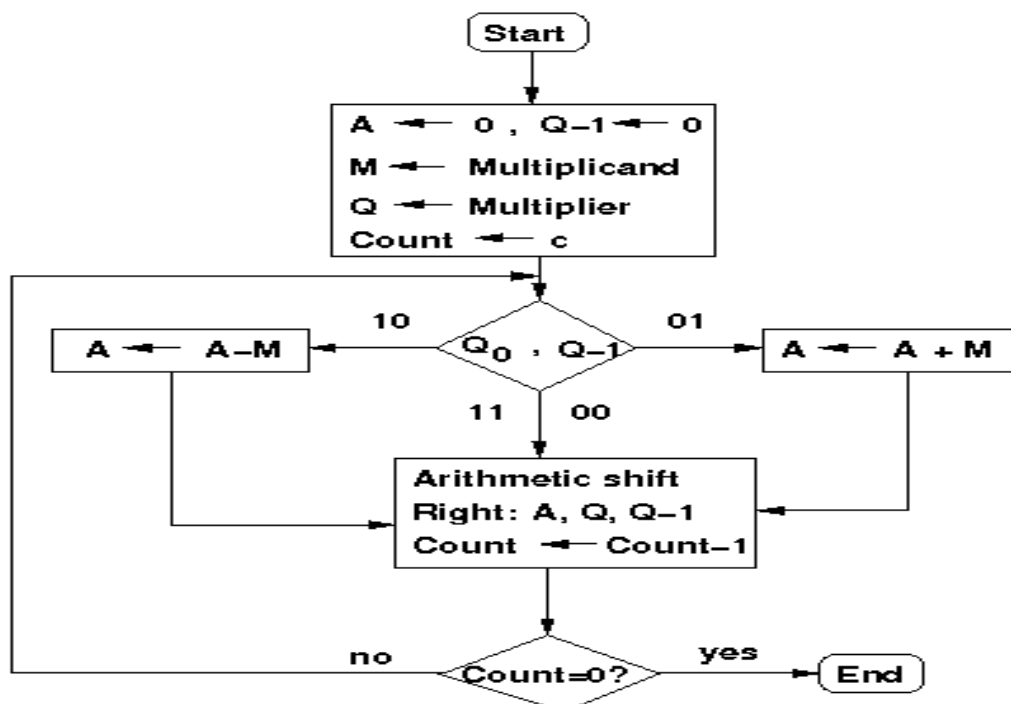 Start
A ← 0 , Q-1 ← 0
M ← Multiplicand
Q ← Multiplier
Count ← c
10
01
A ← A-M
Q0 , Q-1
A ← A + M
11
00
Arithmetic shift
Right: A, Q, Q-1
Count ← Count-1
no
Count=0?
yes
End